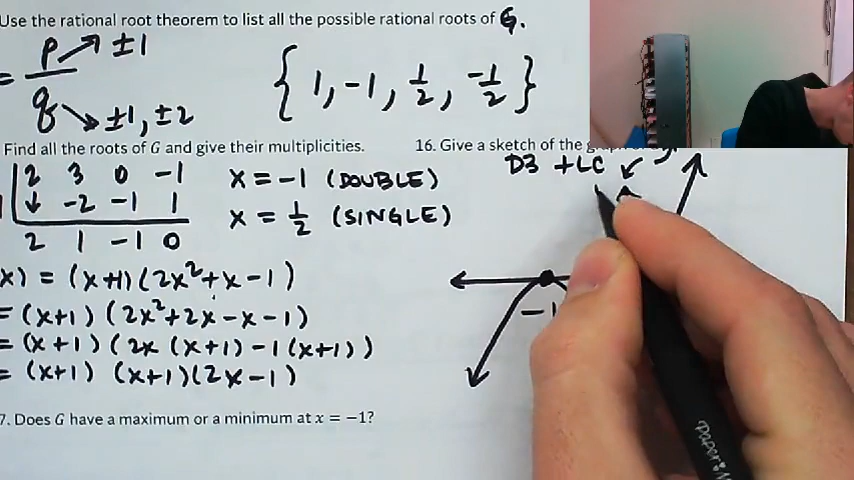 Use the rational root theorem to list all the possible rational roots of G.
= p/q
p ↗ ±1
q ↘ ±1, ±2
{1, -1, 1/2, -1/2}
Find all the roots of G and give their multiplicities.
2 3 0 -1
↓ -2 -1 1
2 1 -1 0
x = -1 (DOUBLE)
x = 1/2 (SINGLE)
x) = (x+1)(2x²+x-1)
= (x+1)(2x²+2x-x-1)
= (x+1)(2x(x+1)-1(x+1))
= (x+1)(x+1)(2x-1)
16. Give a sketch of the
D3 +LC ↙
-1
7. Does G have a maximum or a minimum at x = −1?
Paper Mate